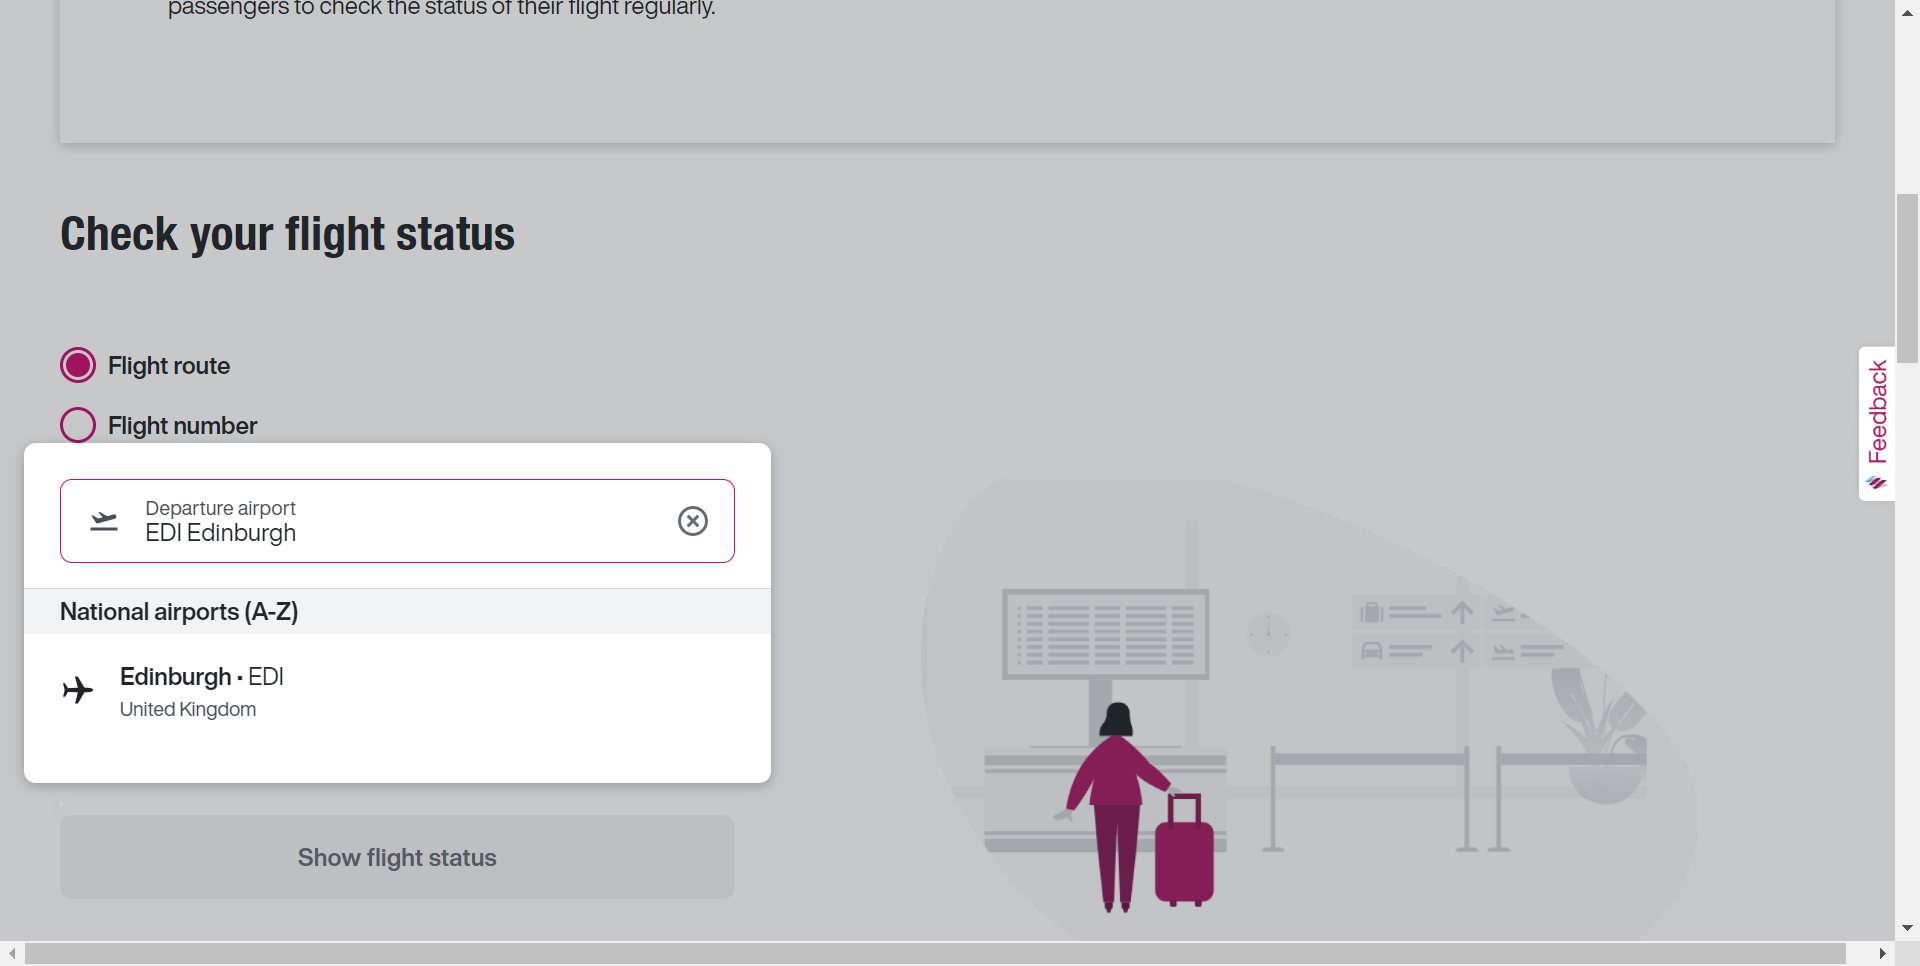 passengers to check the status of their flight regularly.
Check your flight status
Flight route
Flight number
Departure airport
EDI Edinburgh
National airports (A-Z)
Edinburgh • EDI
United Kingdom
Show flight status
Feedback